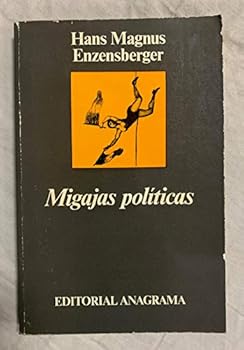 Hans Magnus
Enzensberger
Migajas políticas
EDITORIAL ANAGRAMA